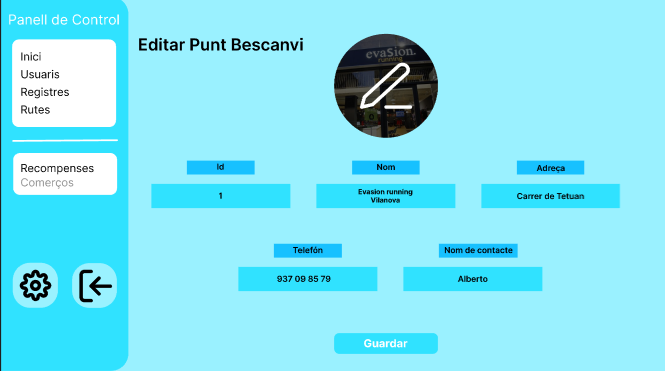 Panell de Control
Inici
Usuaris
Registres
Rutes
Recompenses
Comerços
Editar Punt Bescanvi
evasion.
running
Id
Nom
Adreça
1
Evasion running
Vilanova
Carrer de Tetuan
Telefón
Nom de contacte
937 09 85 79
Alberto
Guardar